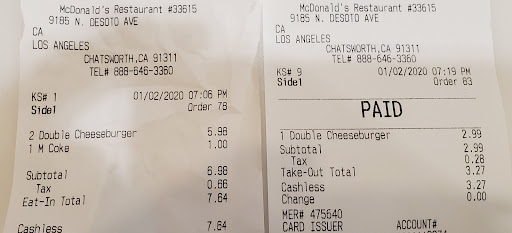 McDonald's Restaurant #33615
9185 N. DESOTO AVE
CA
LOS ANGELES
CHATSWORTH,CA 91311
TEL# 888-646-3360
KS# 1 01/02/2020 07:06 PM
Side1 Order 78
2 Double Cheeseburger 5.98
1 M Coke 1.00
Subtotal 6.98
Tax 0.66
Eat-In Total 7.64
Cashless 7.64
McDonald's Restaurant #33615
9185 N. DESOTO AVE
CA
LOS ANGELES
CHATSWORTH,CA 91311
TEL# 888-646-3360
KS# 9 01/02/2020 07:19 PM
Side1 Order 83
PAID
1 Double Cheeseburger 2.99
Subtotal 2.99
Tax 0.28
Take-Out Total 3.27
Cashless 3.27
Change 0.00
MER# 475640
CARD ISSUER ACCOUNT#